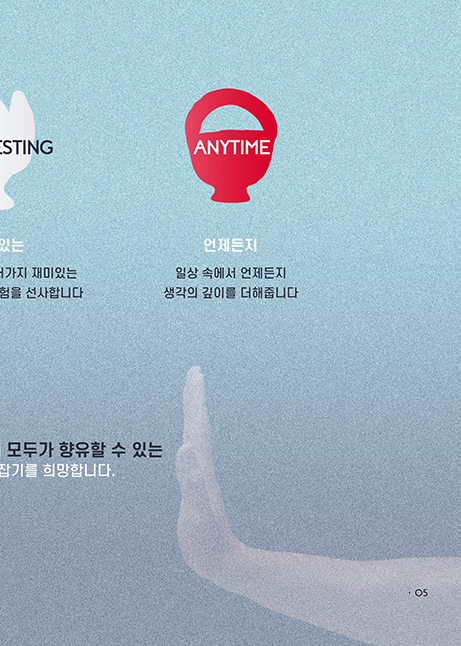 ESTING
ANYTIME
있는
언제든지
가지 재미있는
일상 속에서 언제든지
험을 선사합니다
생각의 깊이를 더해줍니다
모두가 향유할 수 있는
잡기를 희망합니다.
· 05